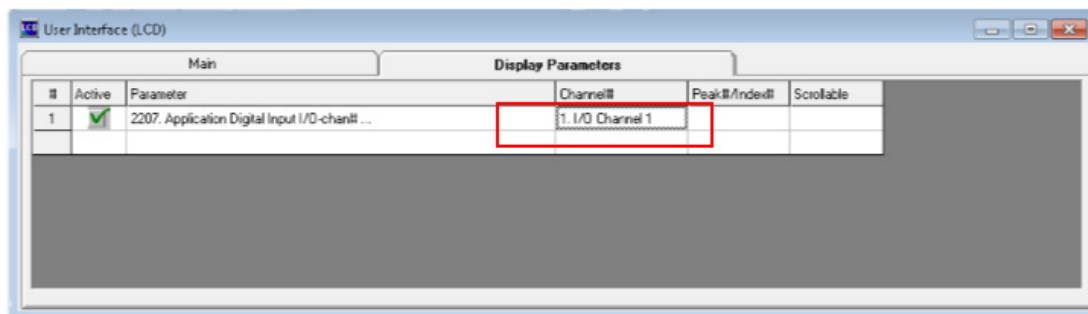 LCD User Interface (LCD)
Main Display Parameters
# Active Parameter Channel# Peak#/Index# Scrollable
1 2207. Application Digital Input I/O-chan# ... 1. I/O Channel 1